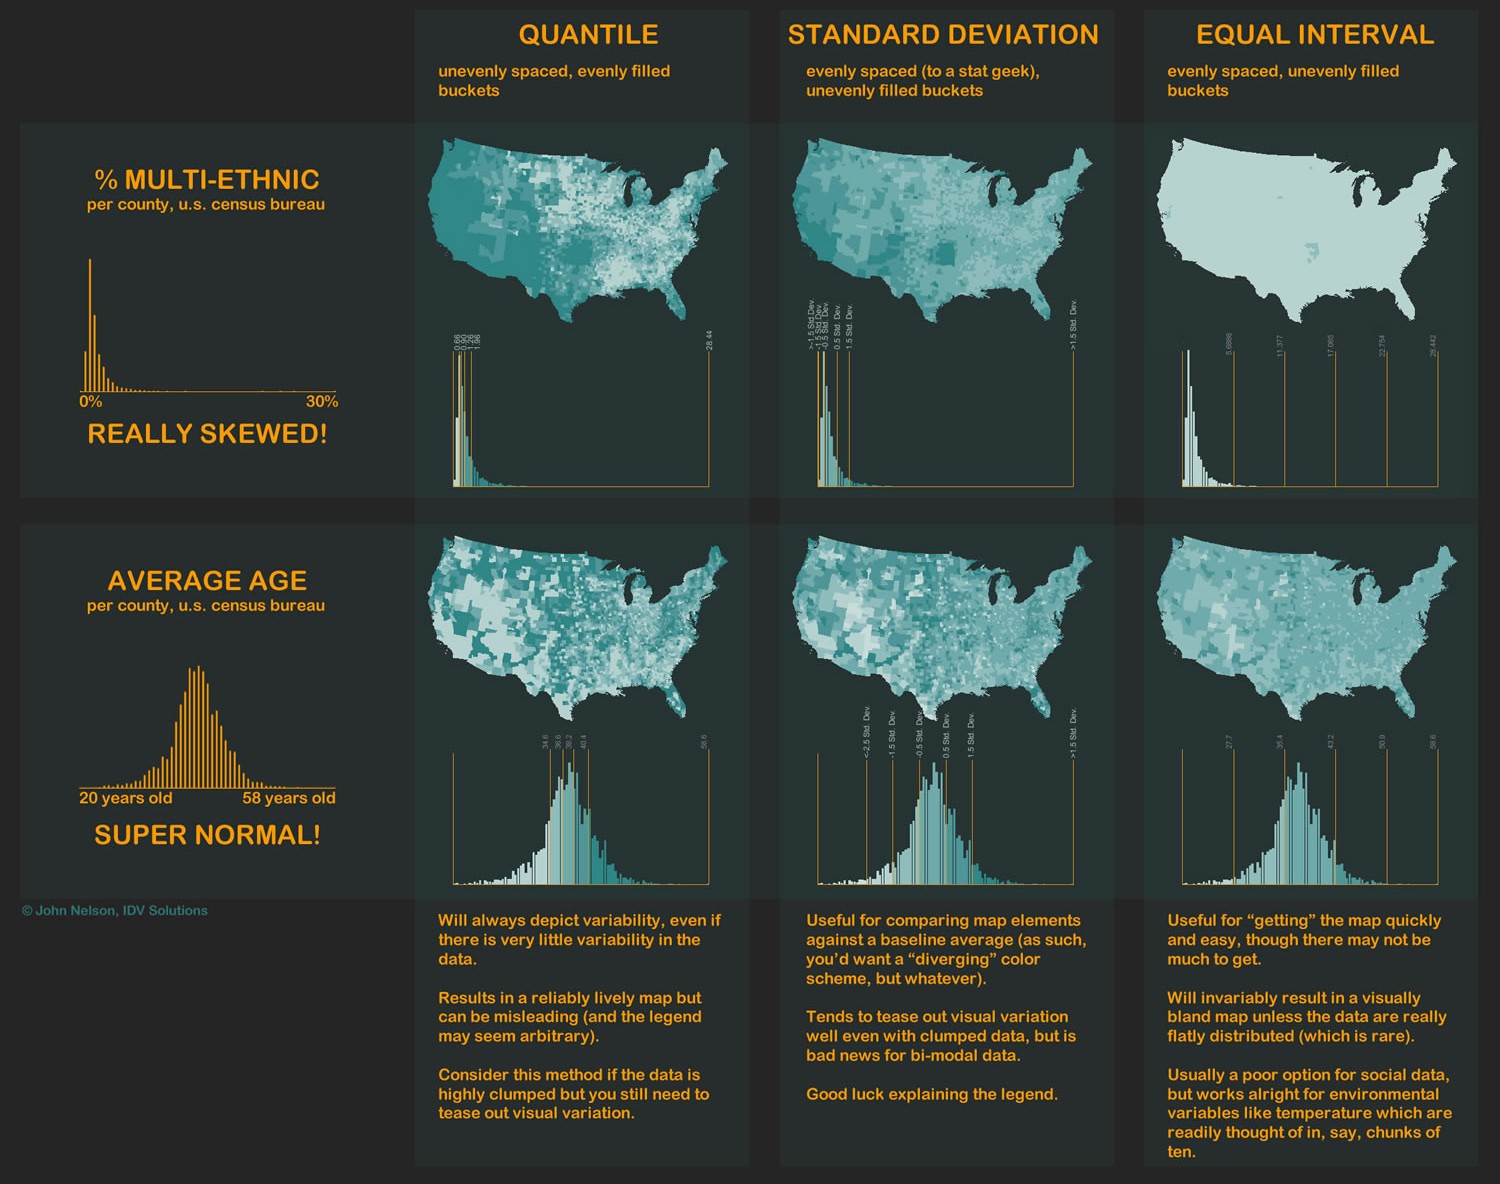 QUANTILE
unevenly spaced, evenly filled
buckets
STANDARD DEVIATION
evenly spaced (to a stat geek),
unevenly filled buckets
EQUAL INTERVAL
evenly spaced, unevenly filled
buckets
% MULTI-ETHNIC
per county, u.s. census bureau
0%
30%
REALLY SKEWED!
0.66
0.90
1.26
1.96
28.44
>-1.5 Std.Dev.
-1.5 Std.Dev.
-0.5 Std. Dev.
0.5 Std. Dev.
1.5 Std. Dev.
>1.5 Std. Dev.
5.6886
11.377
17.065
22.754
28.442
AVERAGE AGE
per county, u.s. census bureau
20 years old
58 years old
SUPER NORMAL!
34.6
36.6
38.2
40.4
58.6
<-2.5 Std. Dev.
-1.5 Std. Dev.
-0.5 Std. Dev.
0.5 Std. Dev.
1.5 Std. Dev.
>1.5 Std. Dev.
27.7
35.4
43.2
50.9
58.6
© John Nelson, IDV Solutions
Will always depict variability, even if
there is very little variability in the
data.
Results in a reliably lively map but
can be misleading (and the legend
may seem arbitrary).
Consider this method if the data is
highly clumped but you still need to
tease out visual variation.
Useful for comparing map elements
against a baseline average (as such,
you’d want a “diverging” color
scheme, but whatever).
Tends to tease out visual variation
well even with clumped data, but is
bad news for bi-modal data.
Good luck explaining the legend.
Useful for “getting” the map quickly
and easy, though there may not be
much to get.
Will invariably result in a visually
bland map unless the data are really
flatly distributed (which is rare).
Usually a poor option for social data,
but works alright for environmental
variables like temperature which are
readily thought of in, say, chunks of
ten.